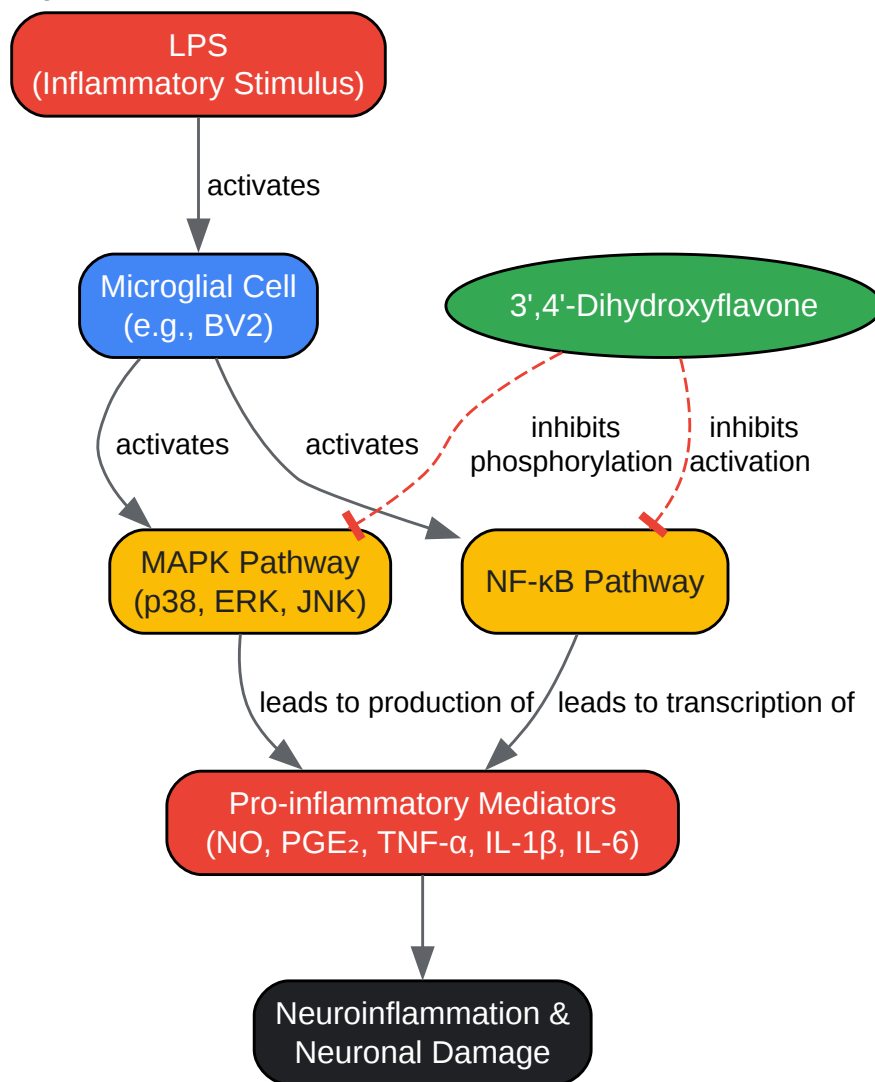 LPS
(Inflammatory Stimulus)
activates
Microglial Cell
(e.g., BV2)
3',4'-Dihydroxyflavone
activates
activates
inhibits
phosphorylation
inhibits
activation
MAPK Pathway
(p38, ERK, JNK)
NF-κB Pathway
leads to production of
leads to transcription of
Pro-inflammatory Mediators
(NO, PGE₂, TNF-α, IL-1β, IL-6)
Neuroinflammation &
Neuronal Damage